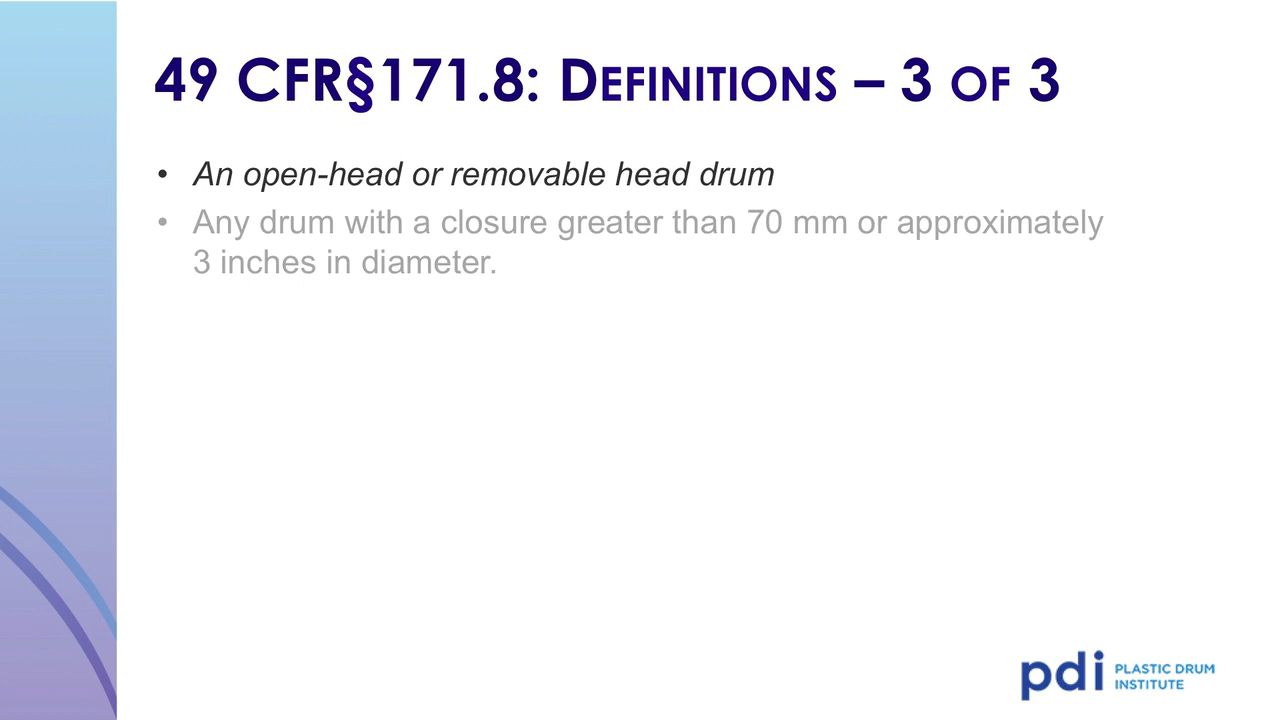 49 CFR§171.8: Definitions – 3 of 3
• An open-head or removable head drum
• Any drum with a closure greater than 70 mm or approximately
3 inches in diameter.
pdi PLASTIC DRUM
INSTITUTE